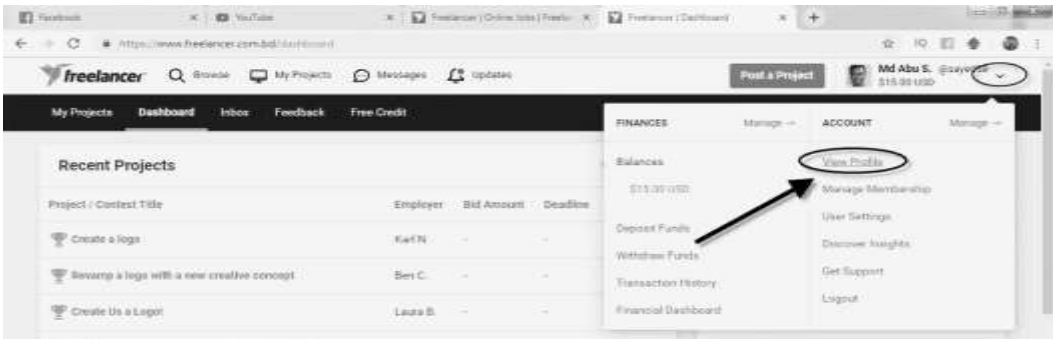 Facebook YouTube Freelancer | Online Jobs | Freela Freelancer | Dashboard
https://www.freelancer.com.bd/dashboard
freelancer Browse My Projects Messages Updates Post a Project Md Abu S.
$15.00 USD
My Projects Dashboard Inbox Feedback Free Credit
FINANCES Manage → ACCOUNT Manage →
Recent Projects
Balances View Profile
$15.00 USD Manage Membership
Project / Contest Title Employer Bid Amount Deadline
User Settings
Deposit Funds
Create a logo Karl N. - -
Discover Insights
Withdraw Funds
Revamp a logo with a new creative concept Ben C. - -
Get Support
Transaction History
Logout
Create Us a Logo! Laura B. - -
Financial Dashboard